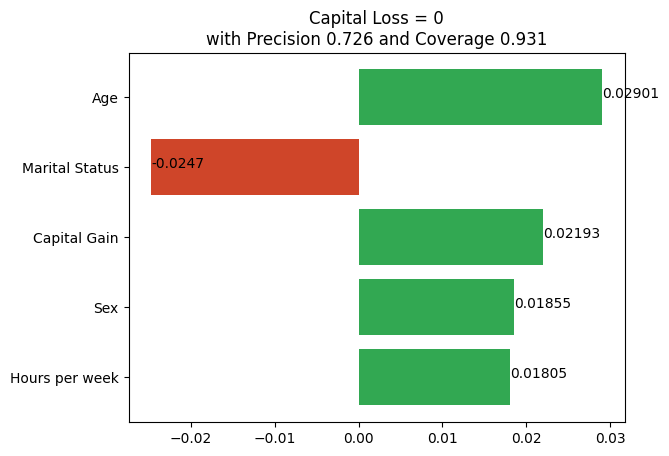 Capital Loss = 0
with Precision 0.726 and Coverage 0.931
Age
0.02901
Marital Status
-0.0247
Capital Gain
0.02193
Sex
0.01855
Hours per week
0.01805
−0.02
−0.01
0.00
0.01
0.02
0.03